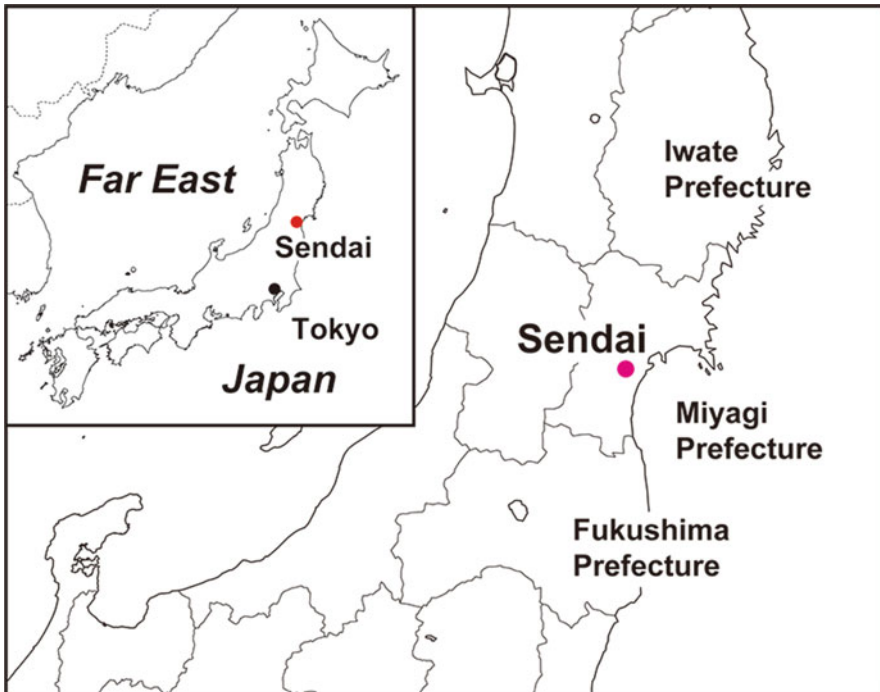 Far East
Sendai
Tokyo
Japan
Iwate
Prefecture
Sendai
Miyagi
Prefecture
Fukushima
Prefecture